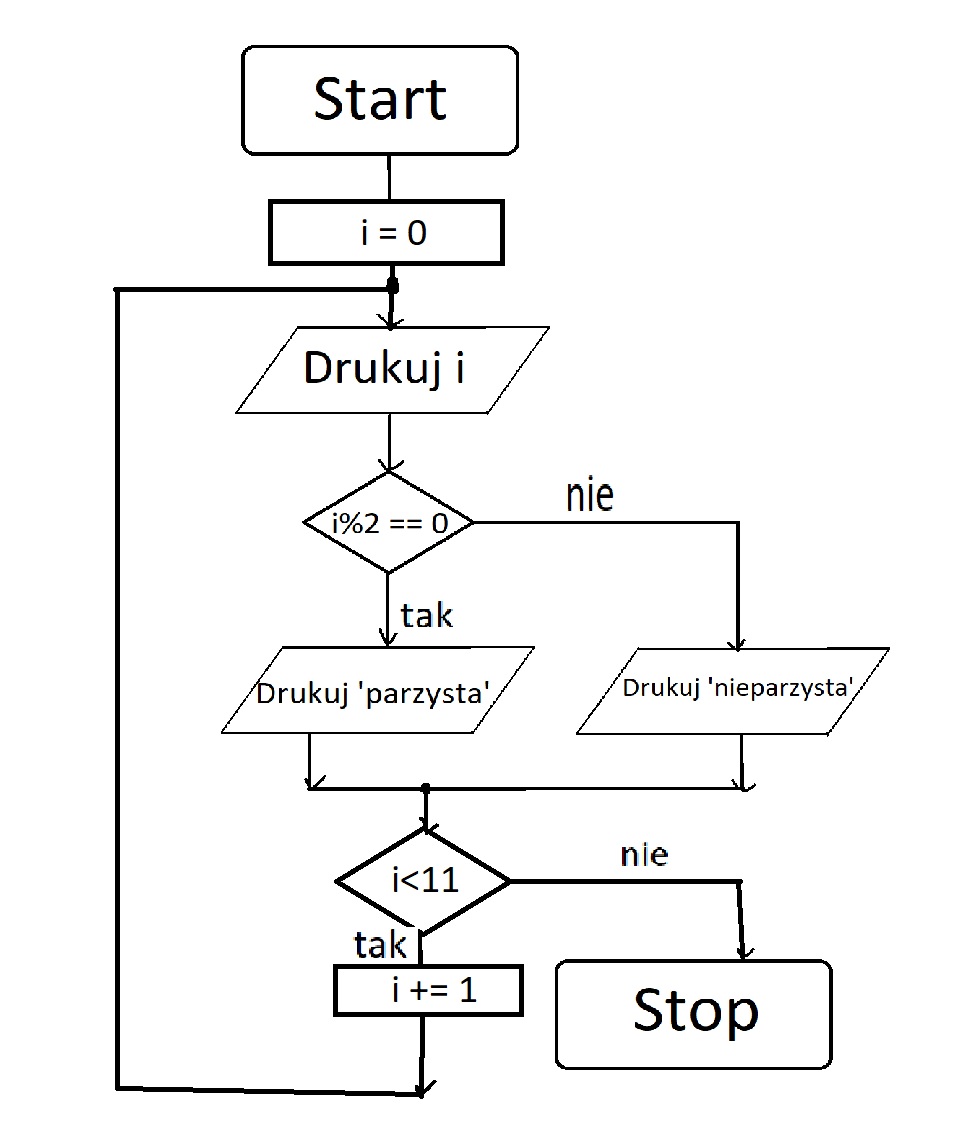 Start
i = 0
Drukuj i
i%2 == 0
nie
tak
Drukuj 'parzysta'
Drukuj 'nieparzysta'
i<11
nie
tak
i += 1
Stop